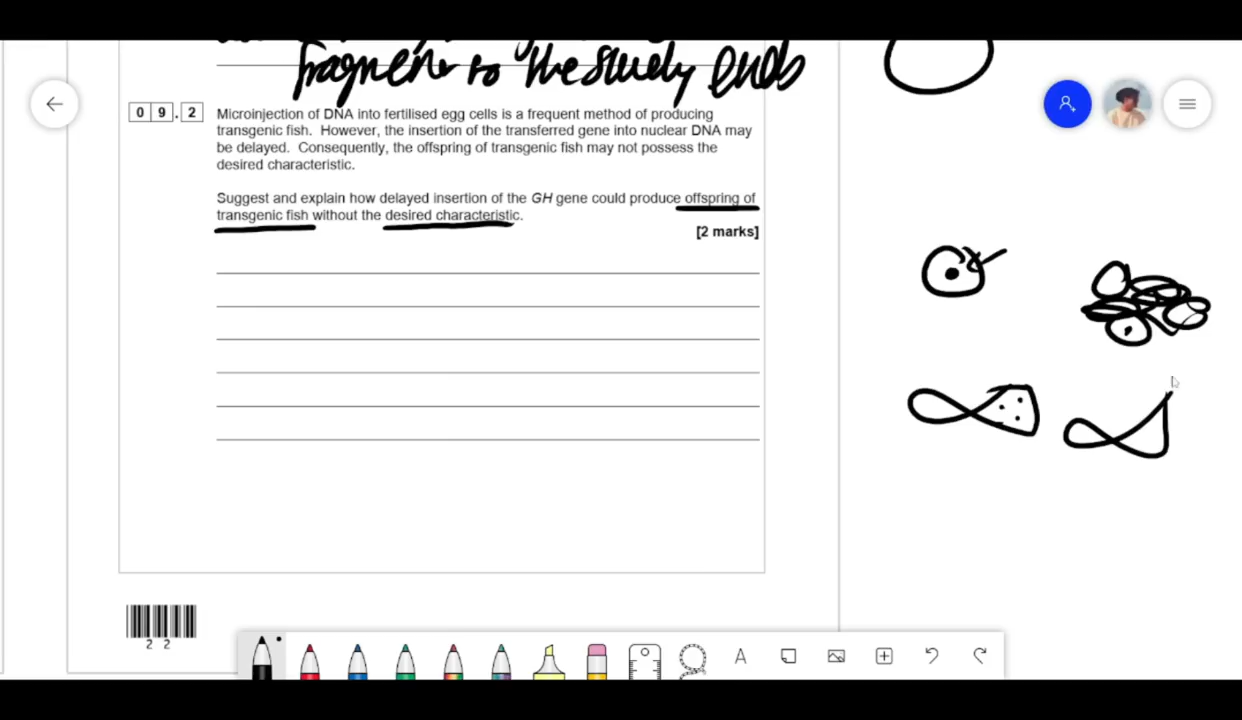 fragment to the study ends
0 9 . 2 Microinjection of DNA into fertilised egg cells is a frequent method of producing
transgenic fish. However, the insertion of the transferred gene into nuclear DNA may
be delayed. Consequently, the offspring of transgenic fish may not possess the
desired characteristic.
Suggest and explain how delayed insertion of the GH gene could produce offspring of
transgenic fish without the desired characteristic.
[2 marks]
2 2
A